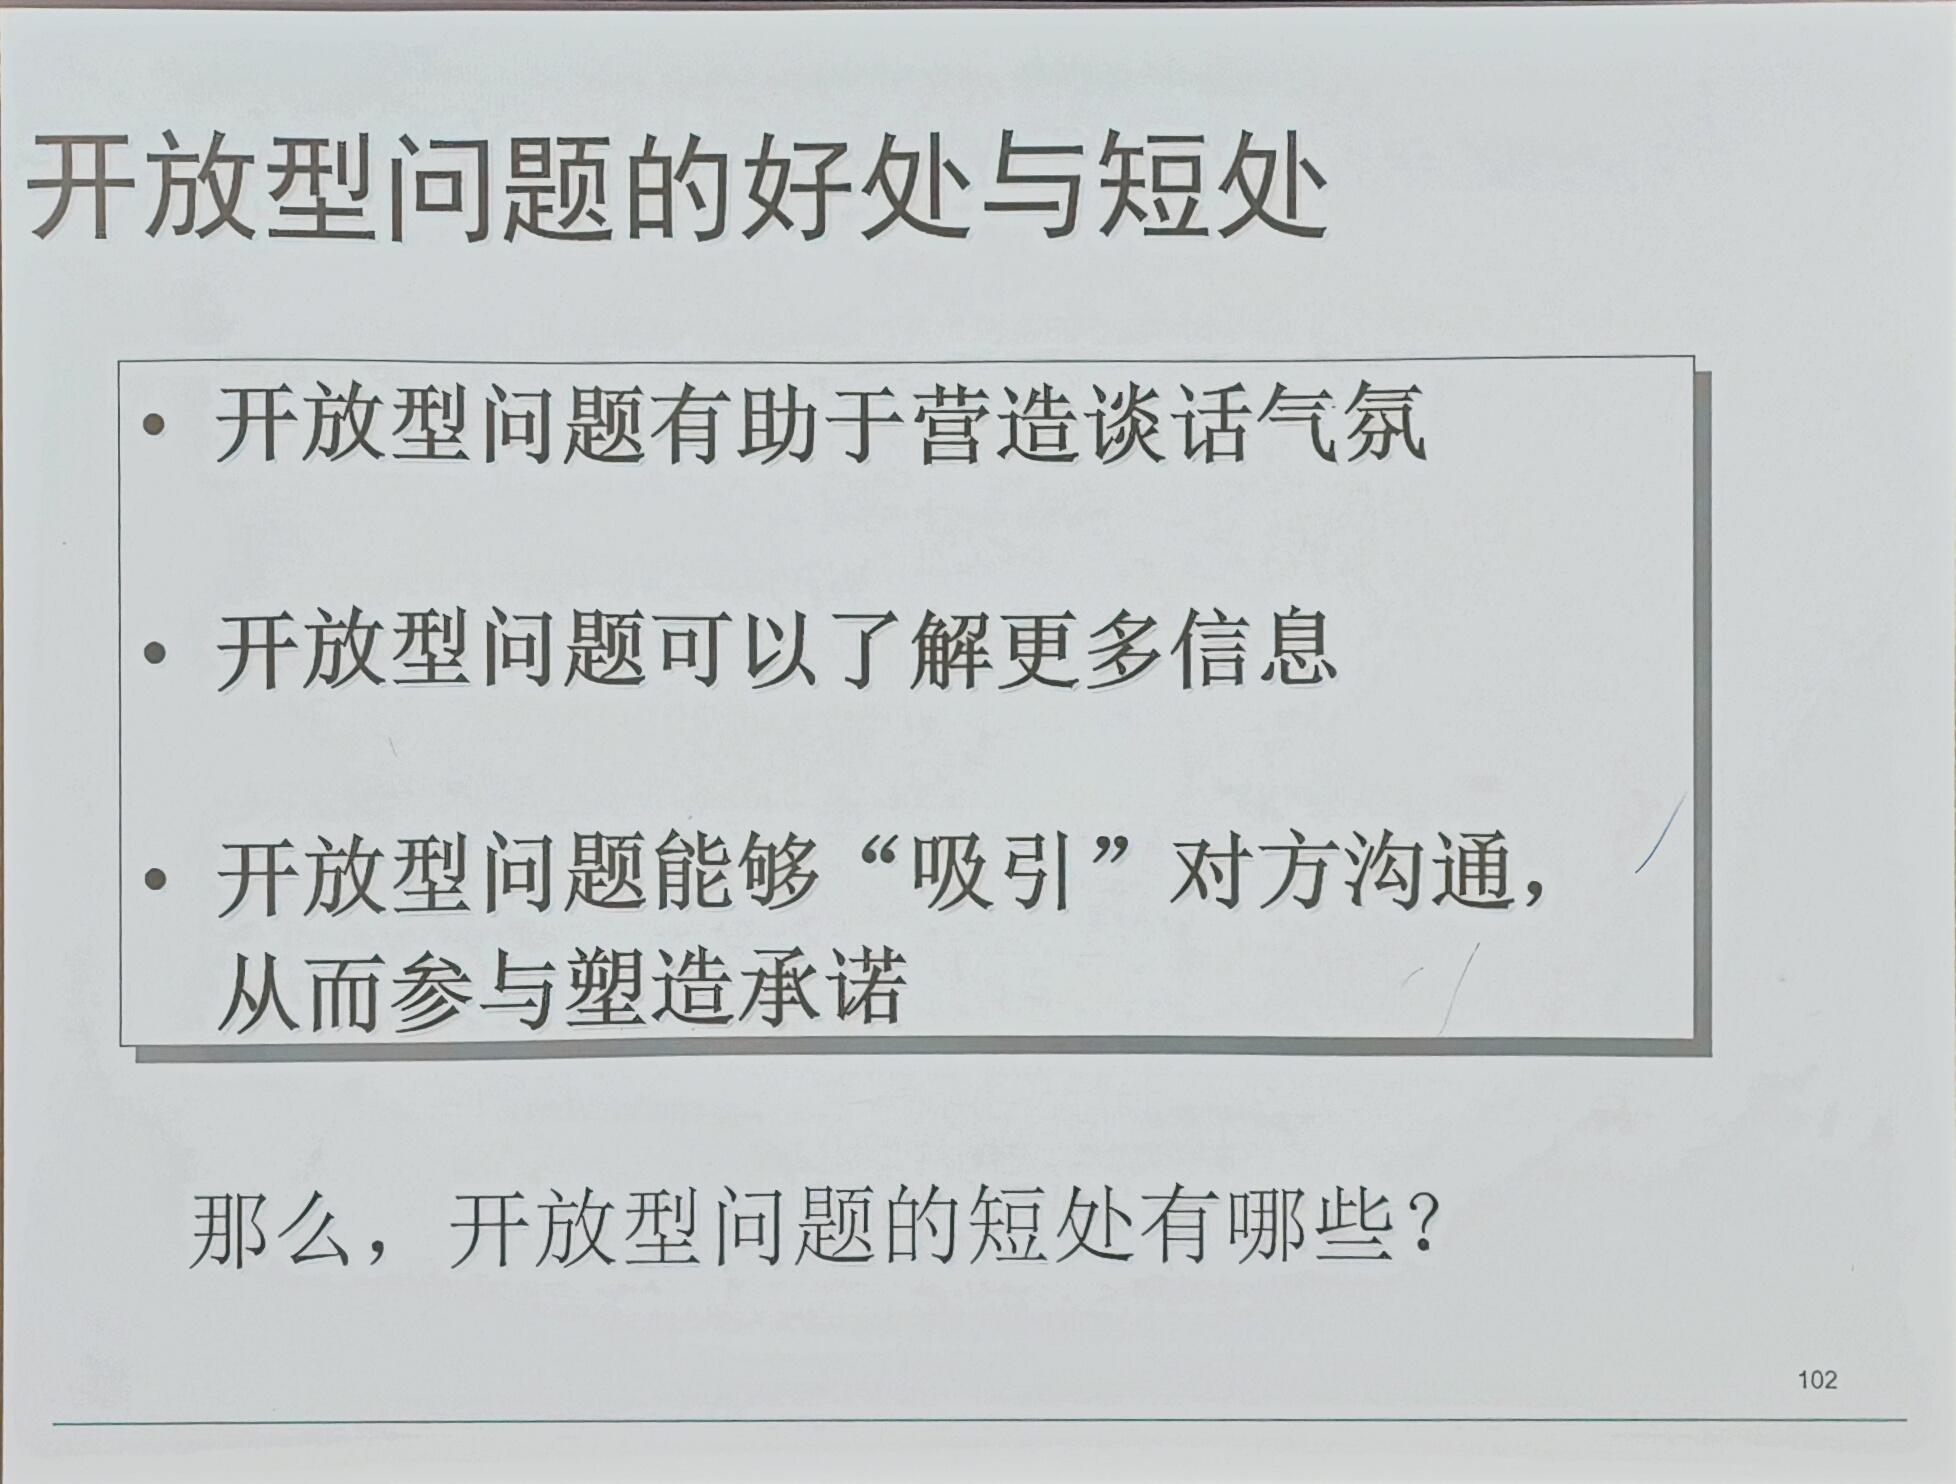 开放型问题的好处与短处
• 开放型问题有助于营造谈话气氛
• 开放型问题可以了解更多信息
• 开放型问题能够“吸引”对方沟通，
从而参与塑造承诺
那么，开放型问题的短处有哪些？
102